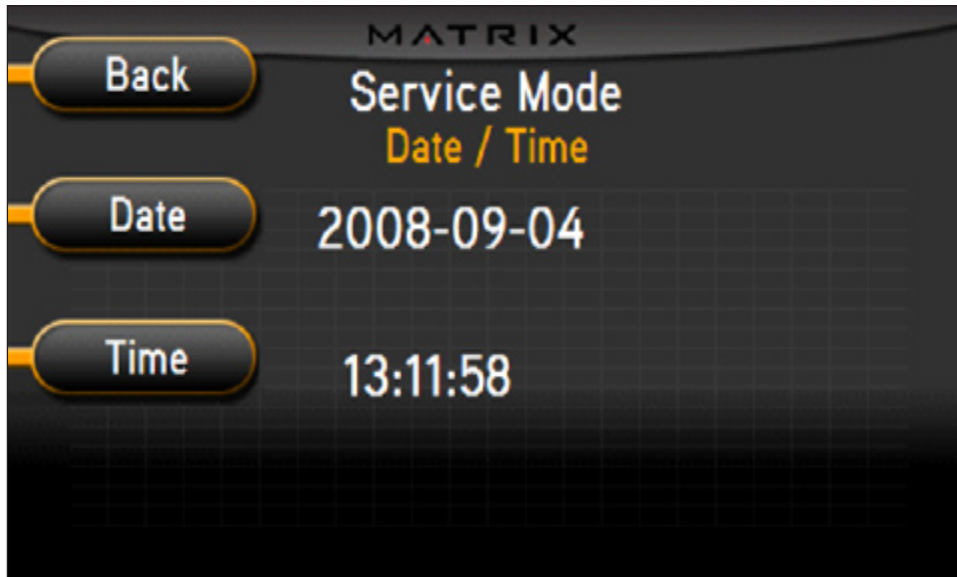 MATRIX
Back
Service Mode
Date / Time
Date
2008-09-04
Time
13:11:58